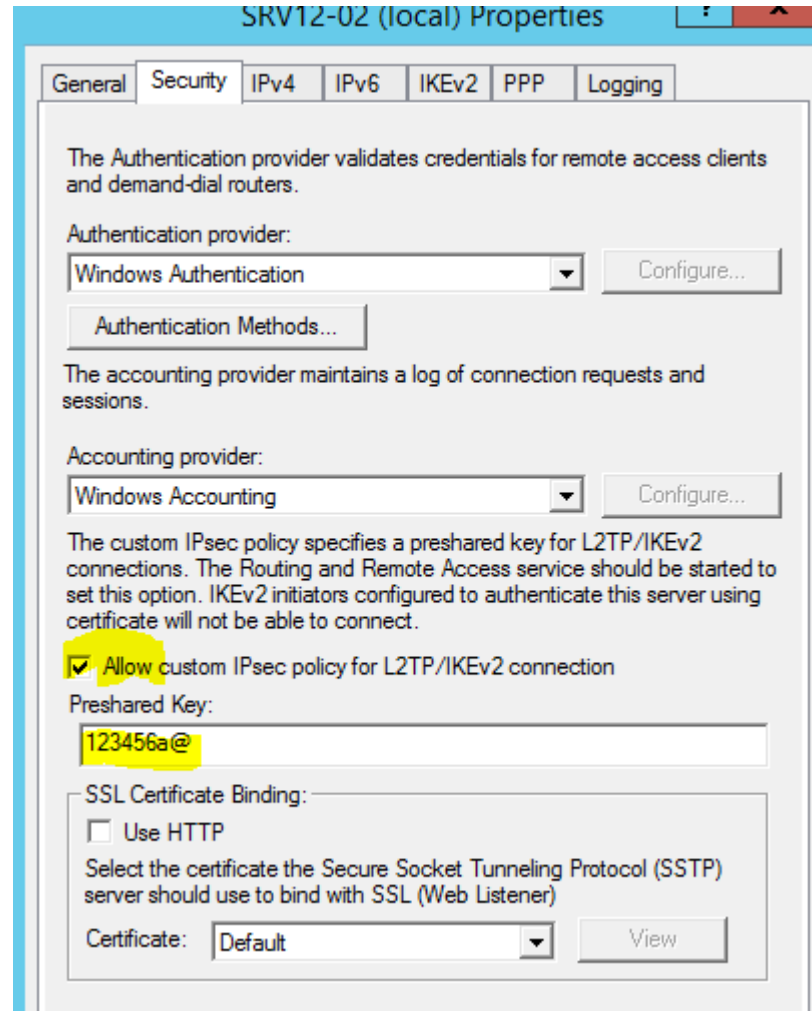 SRV12-02 (local) Properties
?
General Security IPv4 IPv6 IKEv2 PPP Logging
The Authentication provider validates credentials for remote access clients
and demand-dial routers.
Authentication provider:
Windows Authentication Configure...
Authentication Methods...
The accounting provider maintains a log of connection requests and
sessions.
Accounting provider:
Windows Accounting Configure...
The custom IPsec policy specifies a preshared key for L2TP/IKEv2
connections. The Routing and Remote Access service should be started to
set this option. IKEv2 initiators configured to authenticate this server using
certificate will not be able to connect.
Allow custom IPsec policy for L2TP/IKEv2 connection
Preshared Key:
123456a@
SSL Certificate Binding:
Use HTTP
Select the certificate the Secure Socket Tunneling Protocol (SSTP)
server should use to bind with SSL (Web Listener)
Certificate: Default View